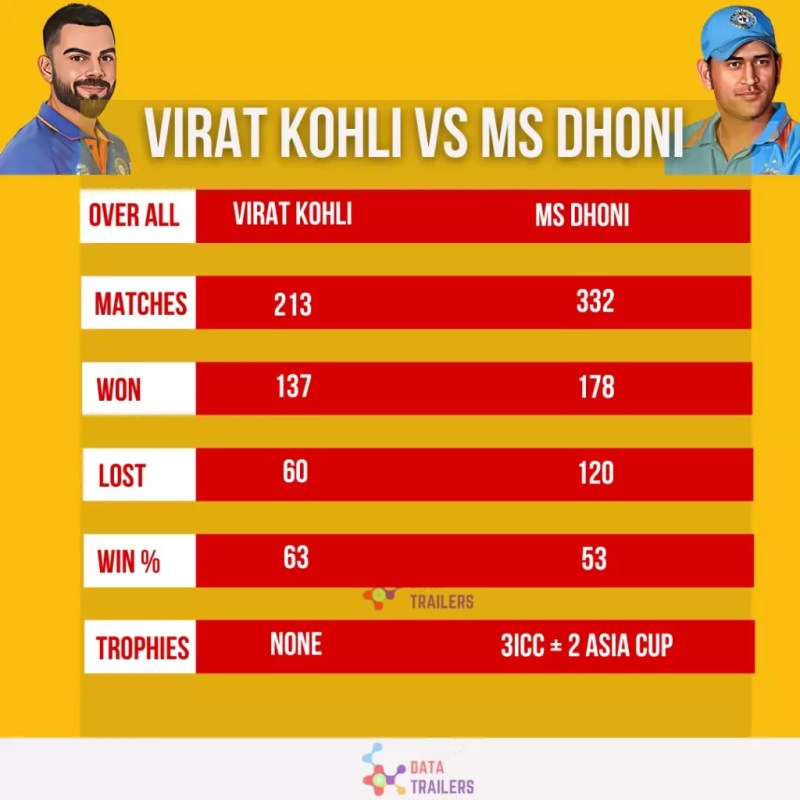 VIRAT KOHLI VS MS DHONI
OVER ALL VIRAT KOHLI MS DHONI
MATCHES 213 332
WON 137 178
LOST 60 120
WIN % 63 53
TRAILERS
TROPHIES NONE 3ICC ± 2 ASIA CUP
DATA
TRAILERS